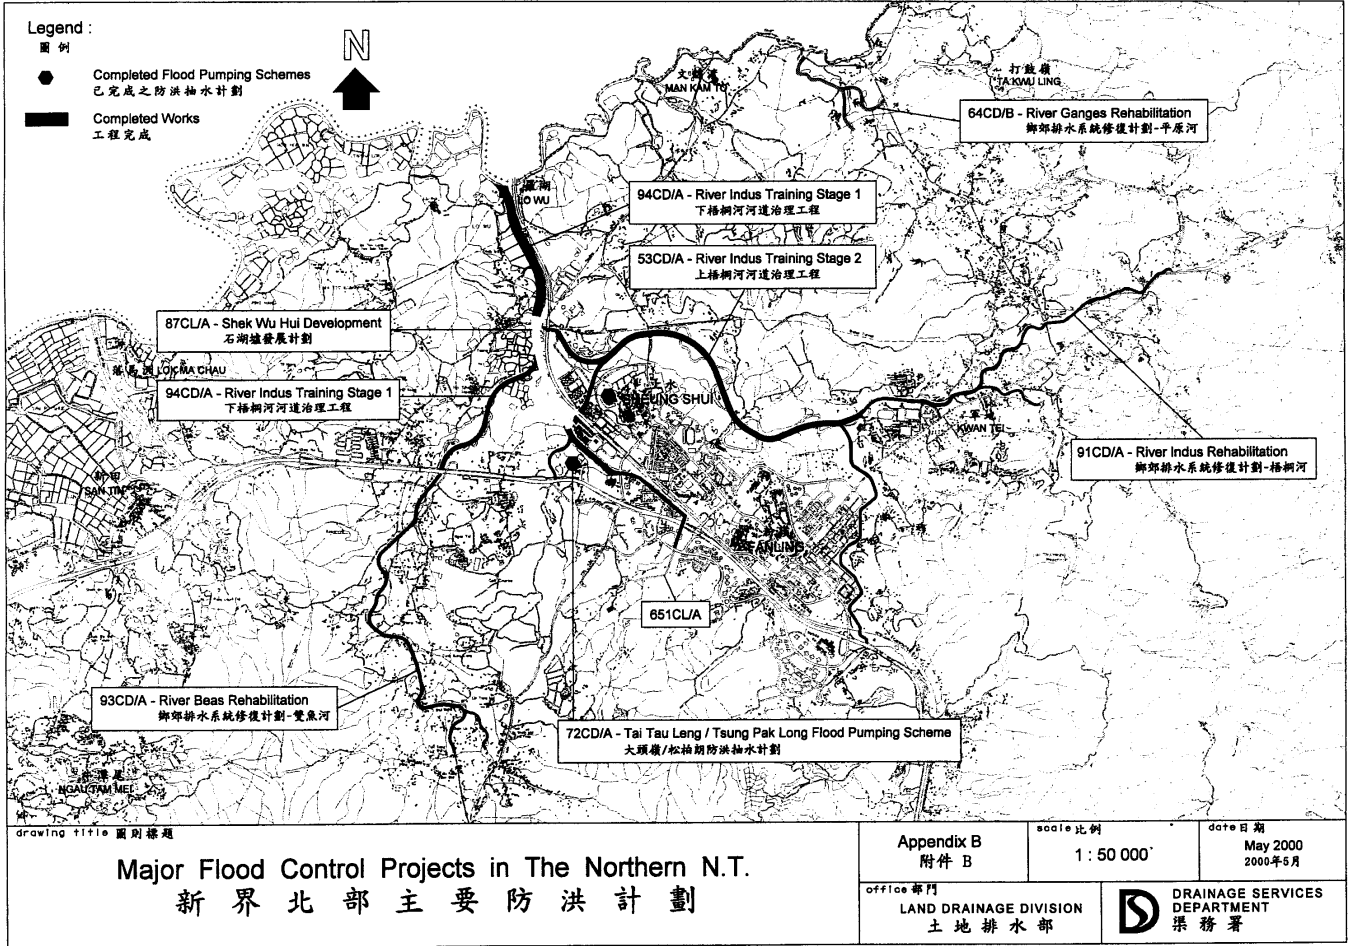 Legend :
圖 例
Completed Flood Pumping Schemes
已完成之防洪抽水計劃
Completed Works
工程完成
N
打鼓嶺
TA KWU LING
MAN KAM TO
64CD/B - River Ganges Rehabilitation
鄉郊排水系統修復計劃-平原河
羅湖
LO WU
94CD/A - River Indus Training Stage 1
下梧桐河河道治理工程
53CD/A - River Indus Training Stage 2
上梧桐河河道治理工程
87CL/A - Shek Wu Hui Development
石湖墟發展計劃
落馬洲 LOK MA CHAU
94CD/A - River Indus Training Stage 1
下梧桐河河道治理工程
上水
SHEUNG SHUI
KWAN TEI
91CD/A - River Indus Rehabilitation
鄉郊排水系統修復計劃-梧桐河
新田
SAN TIN
FANLING
651CL/A
93CD/A - River Beas Rehabilitation
鄉郊排水系統修復計劃-雙魚河
72CD/A - Tai Tau Leng / Tsung Pak Long Flood Pumping Scheme
大頭嶺/松柏朗防洪抽水計劃
NGAU TAM MEI
drawing title 圖則標題
Major Flood Control Projects in The Northern N.T.
新界北部主要防洪計劃
Appendix B
附件 B
scale 比例
1 : 50 000
date 日期
May 2000
2000年5月
office 部門
LAND DRAINAGE DIVISION
土地排水部
DRAINAGE SERVICES
DEPARTMENT
渠務署